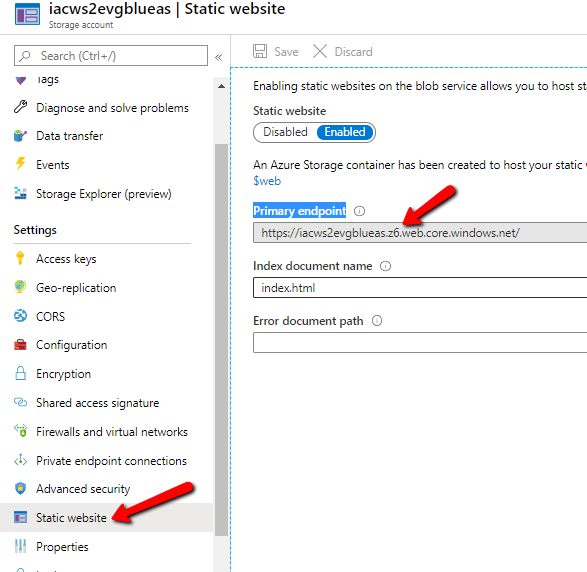 iacws2evgblueas | Static website
Storage account
Search (Ctrl+/)
«
Tags
Diagnose and solve problems
Data transfer
Events
Storage Explorer (preview)
Settings
Access keys
Geo-replication
CORS
Configuration
Encryption
Shared access signature
Firewalls and virtual networks
Private endpoint connections
Advanced security
Static website
Properties
Save Discard
Enabling static websites on the blob service allows you to host
Static website
Disabled Enabled
An Azure Storage container has been created to host your static
$web
Primary endpoint
https://iacws2evgblueas.z6.web.core.windows.net/
Index document name
index.html
Error document path